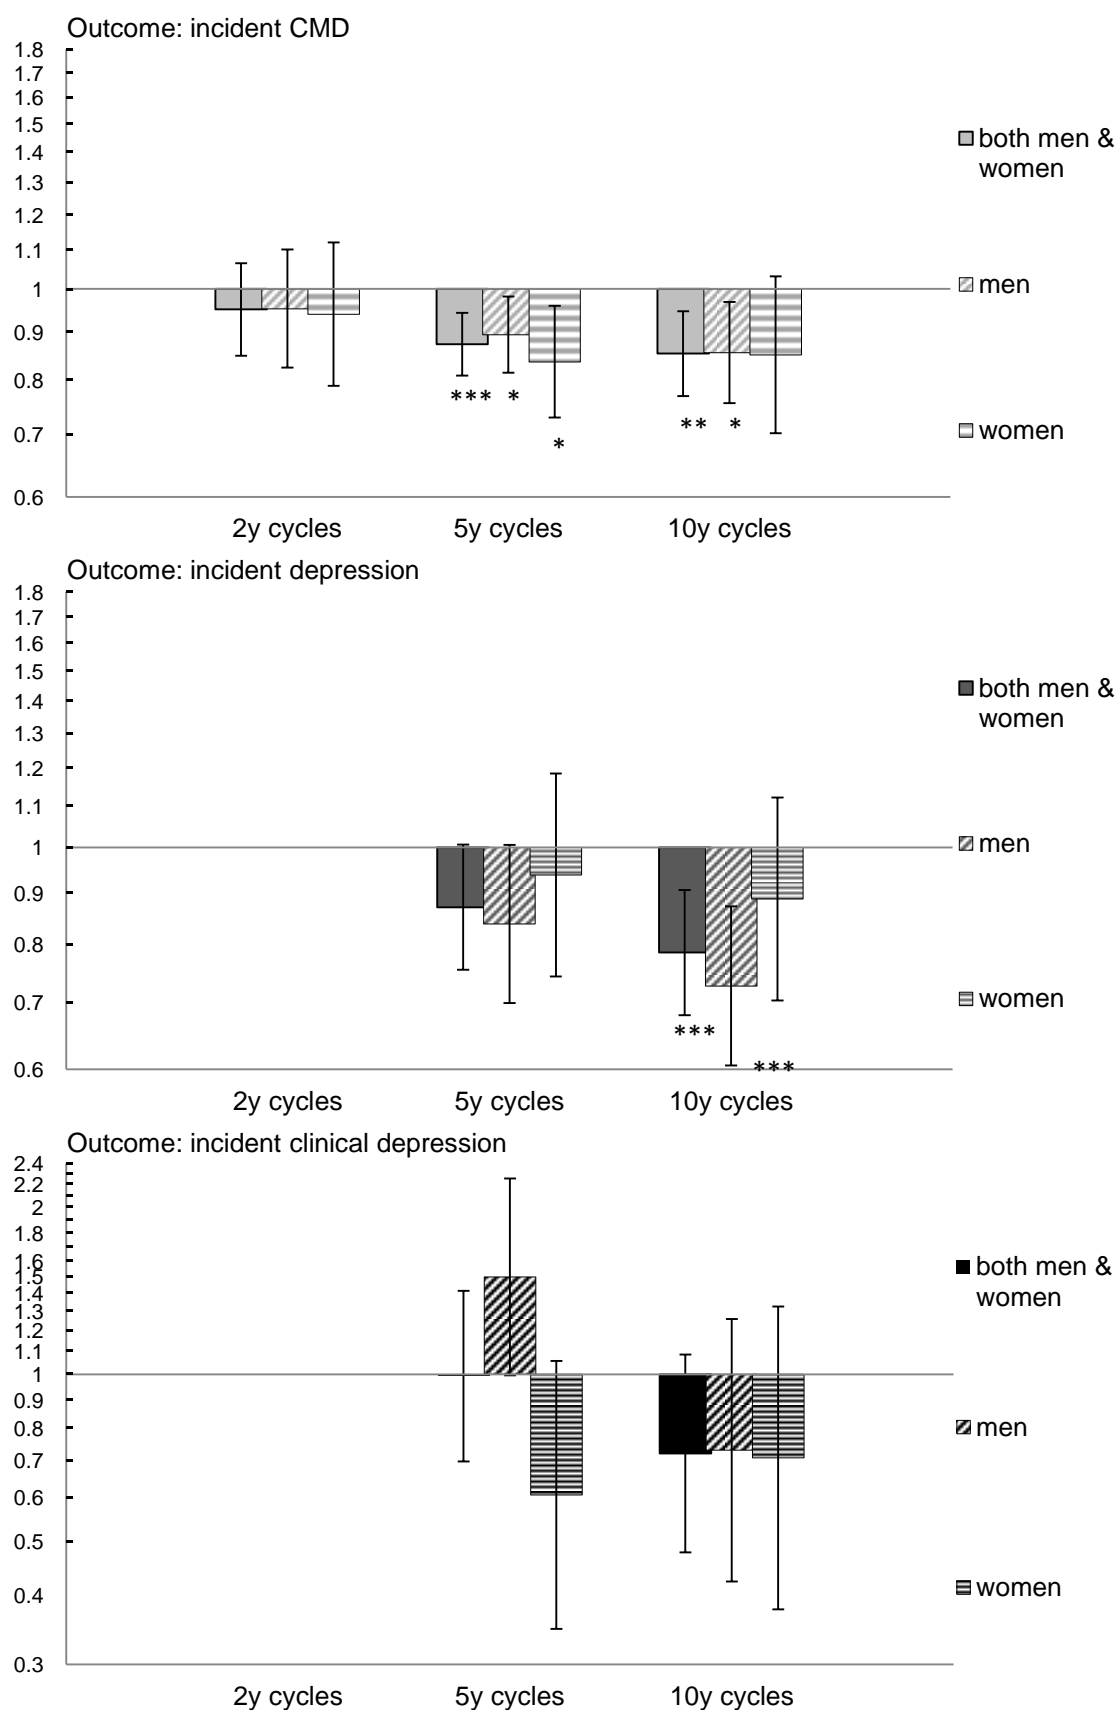 Outcome: incident CMD
1.8
1.7
1.6
1.5
1.4
1.3
1.2
1.1
1
0.9
0.8
0.7
0.6
both men &
women
men
women
*** *
*
** *
2y cycles 5y cycles 10y cycles
Outcome: incident depression
1.8
1.7
1.6
1.5
1.4
1.3
1.2
1.1
1
0.9
0.8
0.7
0.6
both men &
women
men
women
***
***
2y cycles 5y cycles 10y cycles
Outcome: incident clinical depression
2.4
2.2
2
1.8
1.6
1.5
1.4
1.3
1.2
1.1
1
0.9
0.8
0.7
0.6
0.5
0.4
0.3
both men &
women
men
women
2y cycles 5y cycles 10y cycles